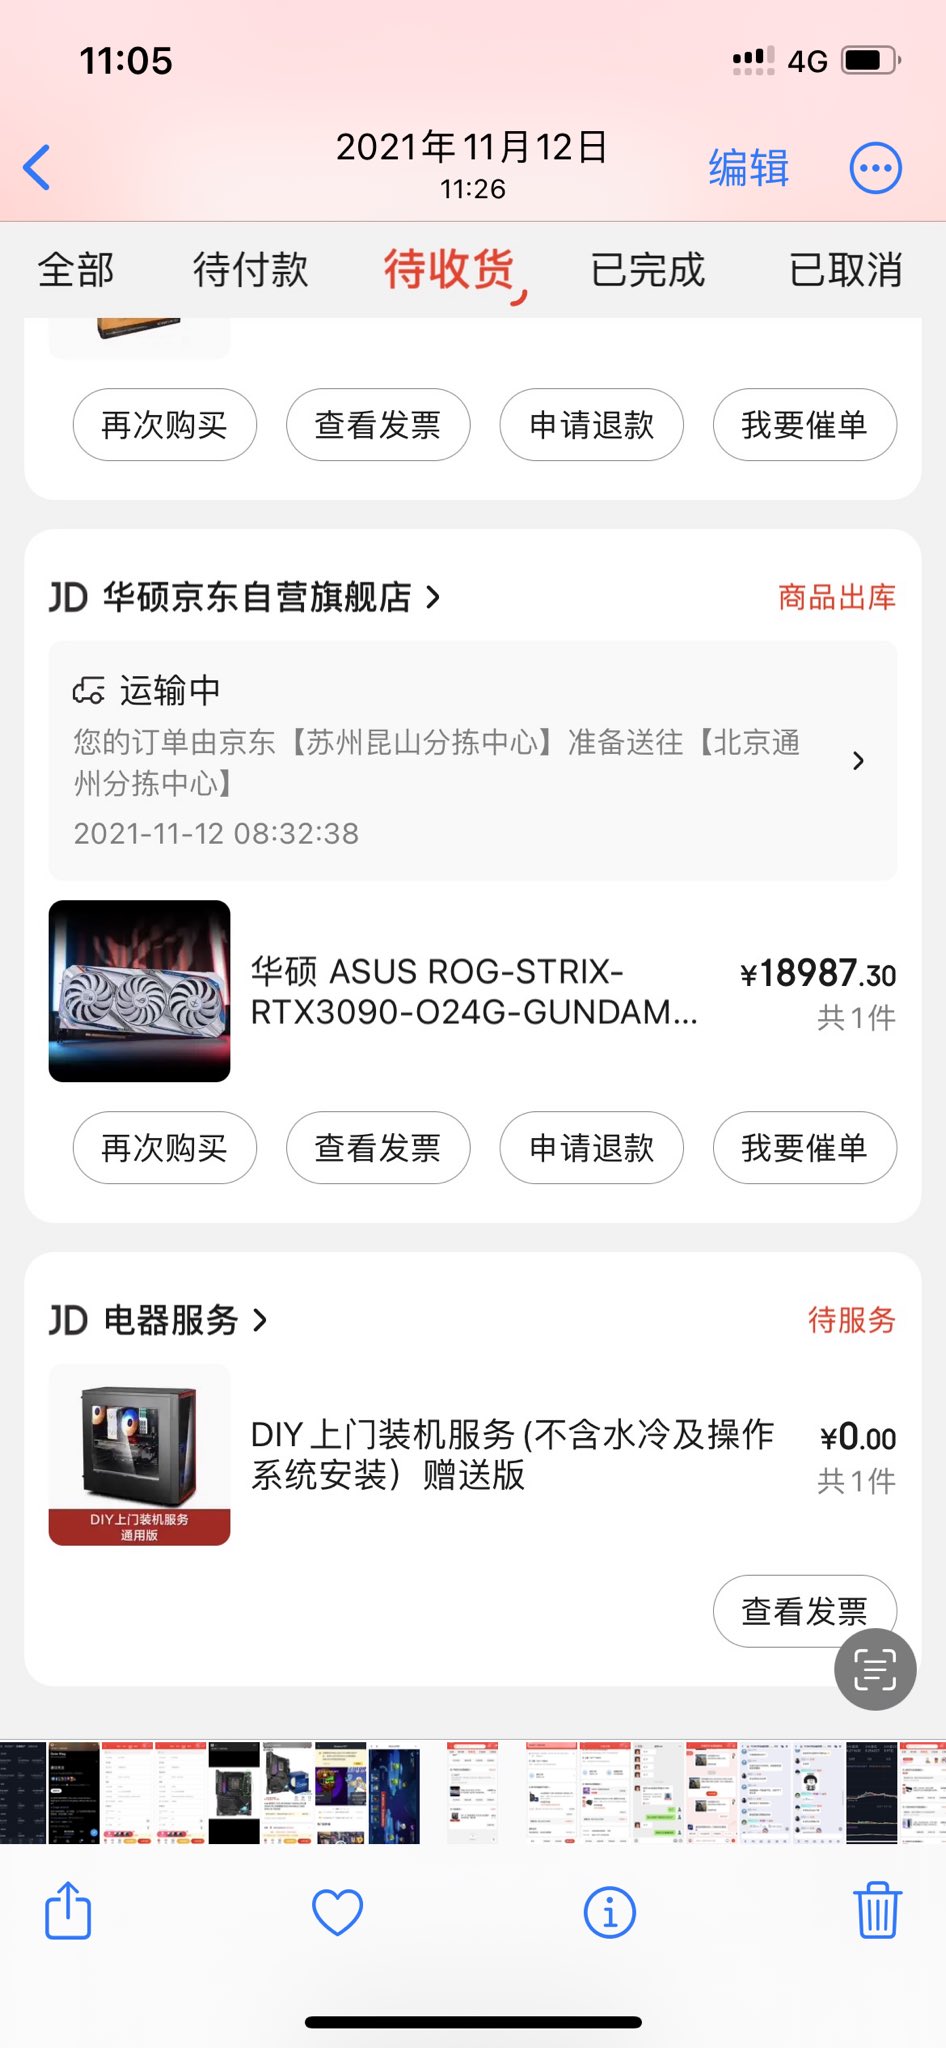 11:05
4G
2021年11月12日
11:26
编辑
全部
待付款
待收货
已完成
已取消
再次购买
查看发票
申请退款
我要催单
JD 华硕京东自营旗舰店
商品出库
运输中
您的订单由京东【苏州昆山分拣中心】准备送往【北京通
州分拣中心】
2021-11-12 08:32:38
华硕 ASUS ROG-STRIX-
RTX3090-O24G-GUNDAM...
¥18987.30
共1件
再次购买
查看发票
申请退款
我要催单
JD 电器服务
待服务
DIY上门装机服务
通用版
DIY上门装机服务(不含水冷及操作
系统安装）赠送版
¥0.00
共1件
查看发票